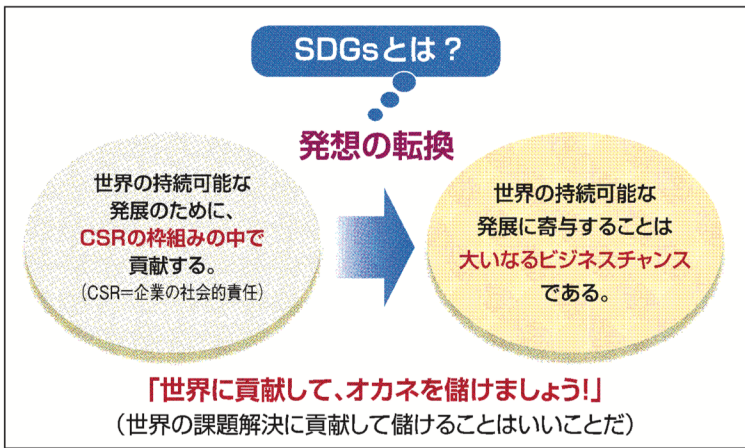 SDGsとは?
発想の転換
世界の持続可能な
発展のために、
CSRの枠組みの中で
貢献する。
(CSR=企業の社会的責任)
世界の持続可能な
発展に寄与することは
大いなるビジネスチャンス
である。
「世界に貢献して、オカネを儲けましょう!」
(世界の課題解決に貢献して儲けることはいいことだ)